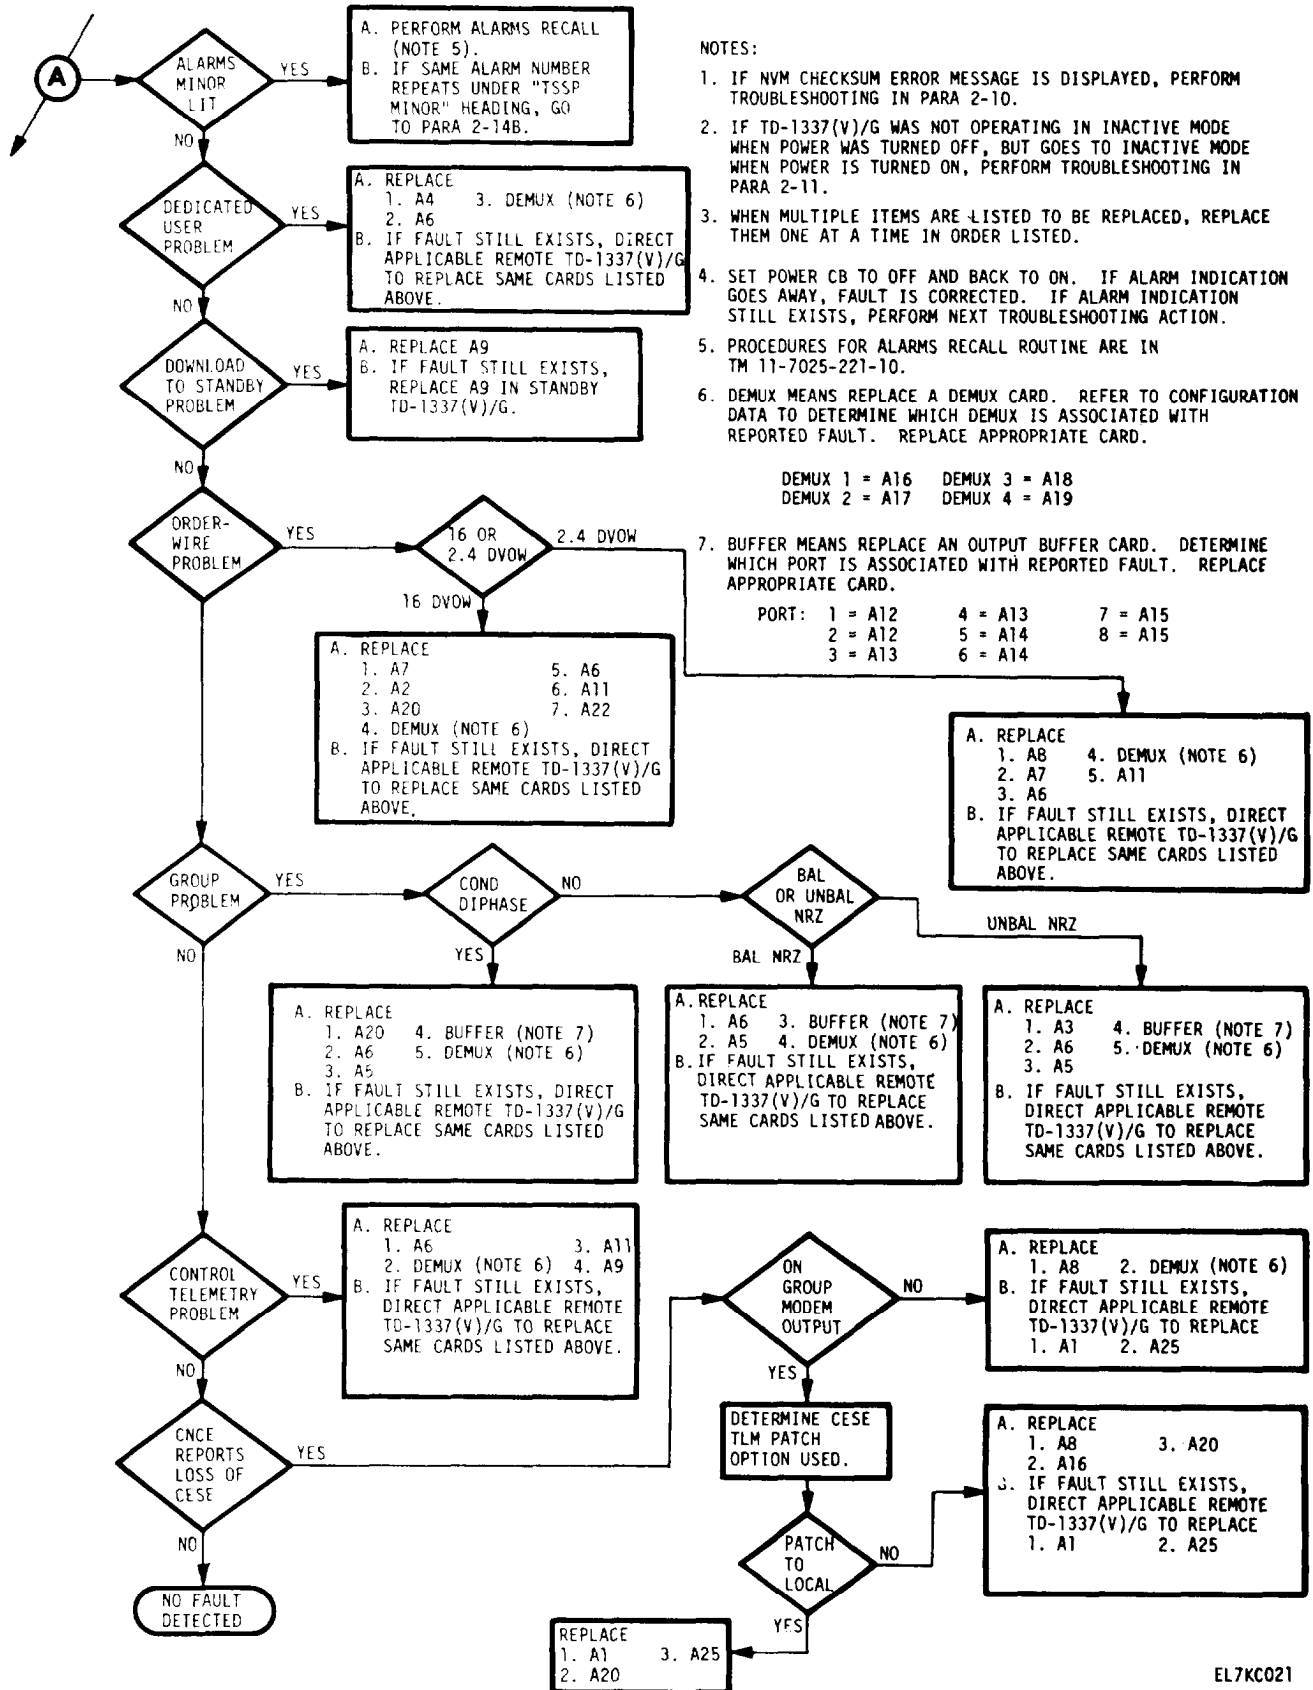 A
ALARMS
MINOR
LIT
YES
NO
A. PERFORM ALARMS RECALL
(NOTE 5).
B. IF SAME ALARM NUMBER
REPEATS UNDER "TSSP
MINOR" HEADING, GO
TO PARA 2-14B.
DEDICATED
USER
PROBLEM
YES
NO
A. REPLACE
1. A4 3. DEMUX (NOTE 6)
2. A6
B. IF FAULT STILL EXISTS, DIRECT
APPLICABLE REMOTE TD-1337(V)/G
TO REPLACE SAME CARDS LISTED
ABOVE.
DOWNLOAD
TO STANDBY
PROBLEM
YES
NO
A. REPLACE A9
B. IF FAULT STILL EXISTS,
REPLACE A9 IN STANDBY
TD-1337(V)/G.
NOTES:
1. IF NVM CHECKSUM ERROR MESSAGE IS DISPLAYED, PERFORM
TROUBLESHOOTING IN PARA 2-10.
2. IF TD-1337(V)/G WAS NOT OPERATING IN INACTIVE MODE
WHEN POWER WAS TURNED OFF, BUT GOES TO INACTIVE MODE
WHEN POWER IS TURNED ON, PERFORM TROUBLESHOOTING IN
PARA 2-11.
3. WHEN MULTIPLE ITEMS ARE LISTED TO BE REPLACED, REPLACE
THEM ONE AT A TIME IN ORDER LISTED.
4. SET POWER CB TO OFF AND BACK TO ON. IF ALARM INDICATION
GOES AWAY, FAULT IS CORRECTED. IF ALARM INDICATION
STILL EXISTS, PERFORM NEXT TROUBLESHOOTING ACTION.
5. PROCEDURES FOR ALARMS RECALL ROUTINE ARE IN
TM 11-7025-221-10.
6. DEMUX MEANS REPLACE A DEMUX CARD. REFER TO CONFIGURATION
DATA TO DETERMINE WHICH DEMUX IS ASSOCIATED WITH
REPORTED FAULT. REPLACE APPROPRIATE CARD.
DEMUX 1 = A16 DEMUX 3 = A18
DEMUX 2 = A17 DEMUX 4 = A19
7. BUFFER MEANS REPLACE AN OUTPUT BUFFER CARD. DETERMINE
WHICH PORT IS ASSOCIATED WITH REPORTED FAULT. REPLACE
APPROPRIATE CARD.
PORT: 1 = A12 4 = A13 7 = A15
2 = A12 5 = A14 8 = A15
3 = A13 6 = A14
ORDER-
WIRE
PROBLEM
YES
16 OR
2.4 DVOW
2.4 DVOW
16 DVOW
A. REPLACE
1. A7 5. A6
2. A2 6. A11
3. A20 7. A22
4. DEMUX (NOTE 6)
B. IF FAULT STILL EXISTS, DIRECT
APPLICABLE REMOTE TD-1337(V)/G
TO REPLACE SAME CARDS LISTED
ABOVE.
A. REPLACE
1. A8 4. DEMUX (NOTE 6)
2. A7 5. A11
3. A6
B. IF FAULT STILL EXISTS, DIRECT
APPLICABLE REMOTE TD-1337(V)/G
TO REPLACE SAME CARDS LISTED
ABOVE.
GROUP
PROBLEM
YES
NO
COND
DIPHASE
NO
YES
BAL
OR UNBAL
NRZ
UNBAL NRZ
BAL NRZ
A. REPLACE
1. A20 4. BUFFER (NOTE 7)
2. A6 5. DEMUX (NOTE 6)
3. A5
B. IF FAULT STILL EXISTS, DIRECT
APPLICABLE REMOTE TD-1337(V)/G
TO REPLACE SAME CARDS LISTED
ABOVE.
A. REPLACE
1. A6 3. BUFFER (NOTE 7)
2. A5 4. DEMUX (NOTE 6)
B. IF FAULT STILL EXISTS,
DIRECT APPLICABLE REMOTE
TD-1337(V)/G TO REPLACE
SAME CARDS LISTED ABOVE.
A. REPLACE
1. A3 4. BUFFER (NOTE 7)
2. A6 5. DEMUX (NOTE 6)
3. A5
B. IF FAULT STILL EXISTS,
DIRECT APPLICABLE REMOTE
TD-1337(V)/G TO REPLACE
SAME CARDS LISTED ABOVE.
CONTROL
TELEMETRY
PROBLEM
YES
NO
A. REPLACE
1. A6 3. A11
2. DEMUX (NOTE 6) 4. A9
B. IF FAULT STILL EXISTS,
DIRECT APPLICABLE REMOTE
TD-1337(V)/G TO REPLACE
SAME CARDS LISTED ABOVE.
ON
GROUP
MODEM
OUTPUT
NO
YES
A. REPLACE
1. A8 2. DEMUX (NOTE 6)
B. IF FAULT STILL EXISTS,
DIRECT APPLICABLE REMOTE
TD-1337(V)/G TO REPLACE
1. A1 2. A25
CNCE
REPORTS
LOSS OF
CESE
YES
NO
DETERMINE CESE
TLM PATCH
OPTION USED.
PATCH
TO
LOCAL
NO
YES
A. REPLACE
1. A8 3. A20
2. A16
B. IF FAULT STILL EXISTS,
DIRECT APPLICABLE REMOTE
TD-1337(V)/G TO REPLACE
1. A1 2. A25
NO FAULT
DETECTED
REPLACE
1. A1 3. A25
2. A20
EL7KC021